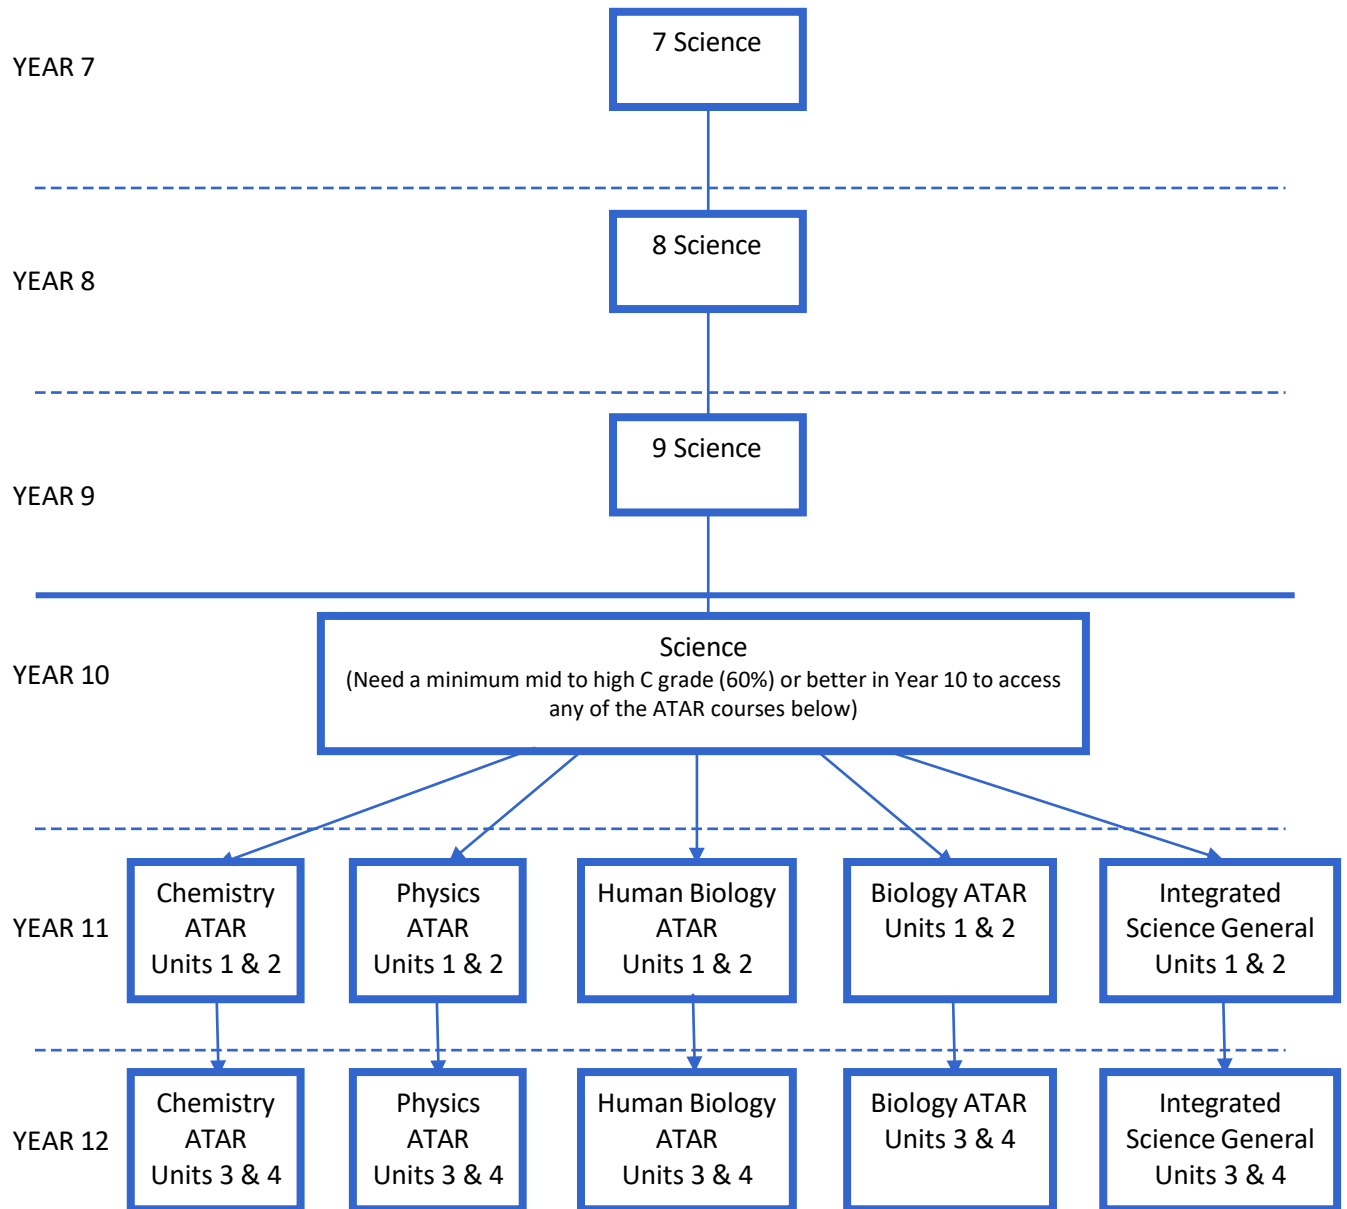 YEAR 7
7 Science
YEAR 8
8 Science
YEAR 9
9 Science
YEAR 10
Science
(Need a minimum mid to high C grade (60%) or better in Year 10 to access
any of the ATAR courses below)
YEAR 11
Chemistry
ATAR
Units 1 & 2
Physics
ATAR
Units 1 & 2
Human Biology
ATAR
Units 1 & 2
Biology ATAR
Units 1 & 2
Integrated
Science General
Units 1 & 2
YEAR 12
Chemistry
ATAR
Units 3 & 4
Physics
ATAR
Units 3 & 4
Human Biology
ATAR
Units 3 & 4
Biology ATAR
Units 3 & 4
Integrated
Science General
Units 3 & 4